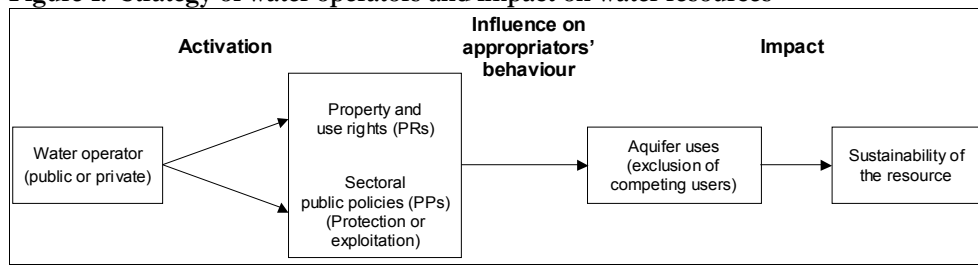 Figure 1. Strategy of water operators and impact on water resources
Activation
Influence on
appropriators'
behaviour
Impact
Water operator
(public or private)
Property and
use rights (PRs)
Sectoral
public policies (PPs)
(Protection or
exploitation)
Aquifer uses
(exclusion of
competing users)
Sustainability of
the resource